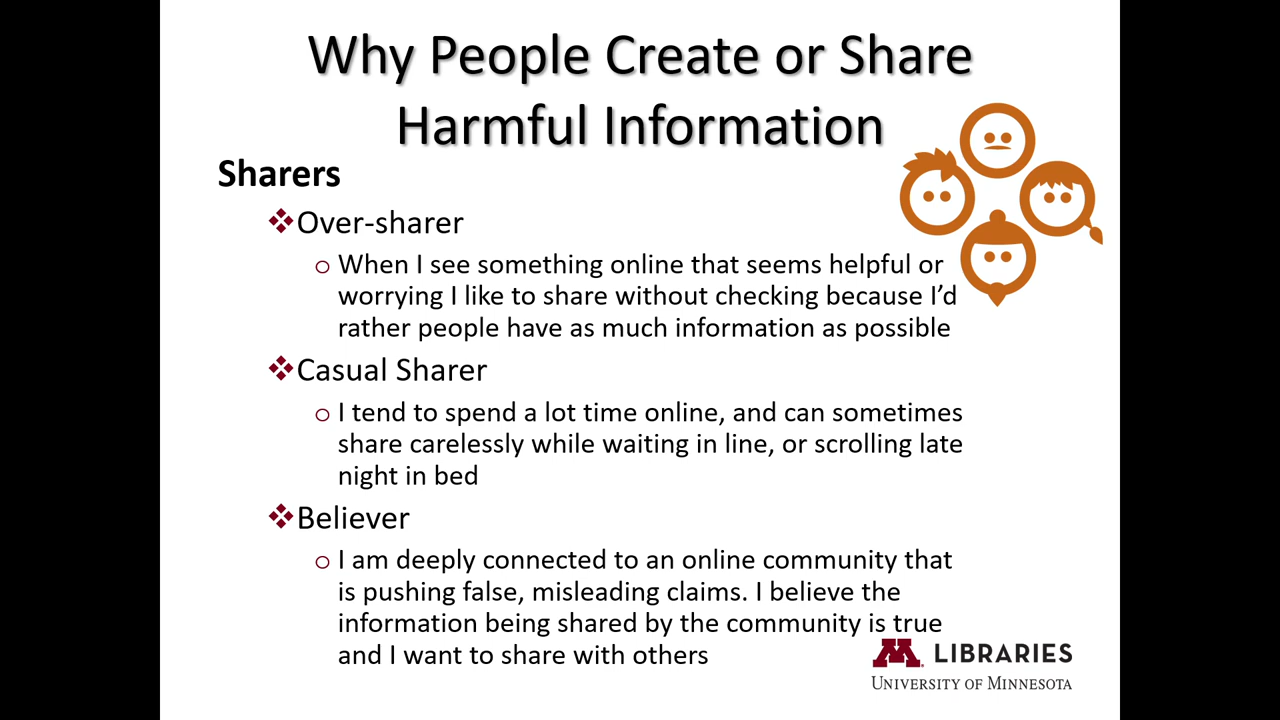 Why People Create or Share
Harmful Information
Sharers
❖Over-sharer
o When I see something online that seems helpful or
worrying I like to share without checking because I’d
rather people have as much information as possible
❖Casual Sharer
o I tend to spend a lot time online, and can sometimes
share carelessly while waiting in line, or scrolling late
night in bed
❖Believer
o I am deeply connected to an online community that
is pushing false, misleading claims. I believe the
information being shared by the community is true
and I want to share with others
M LIBRARIES
UNIVERSITY OF MINNESOTA